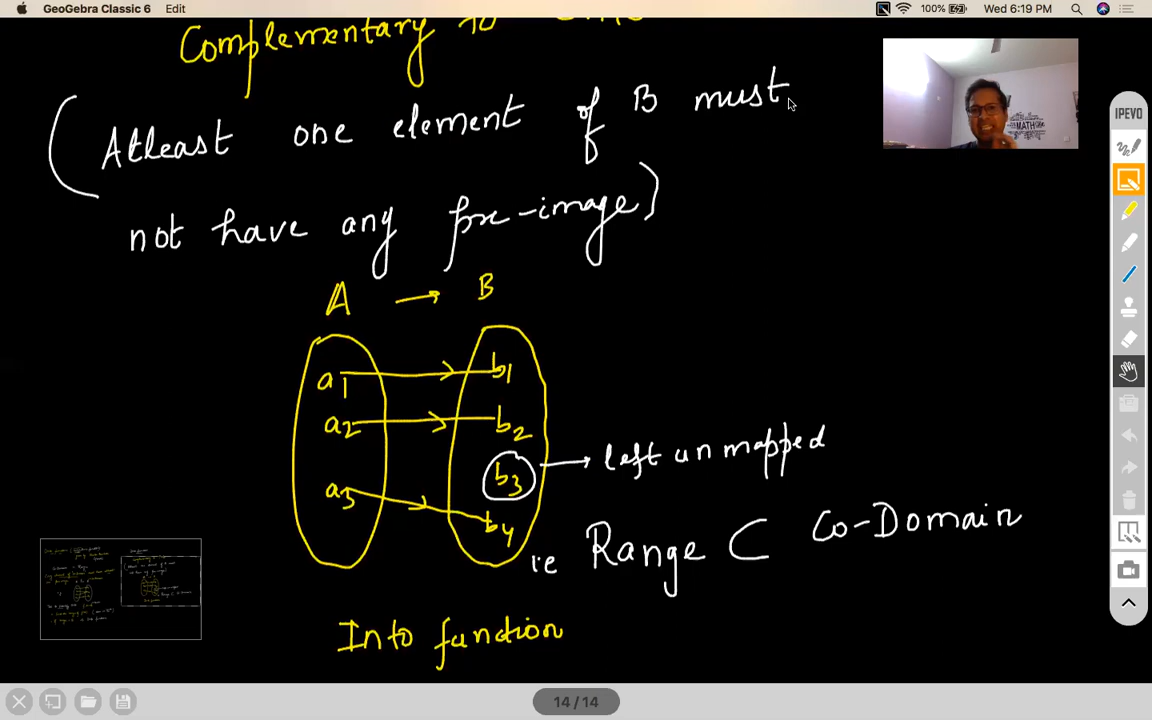 GeoGebra Classic 6 Edit
100% Wed 6:19 PM
Complementary to
(Atleast one element of B must
not have any pre-image)
A → B
MATH
IPEVO
a1 b1
a2 b2
b3 → left unmapped
a3 b4
ie Range ⊂ Co-Domain
Into function
14 / 14